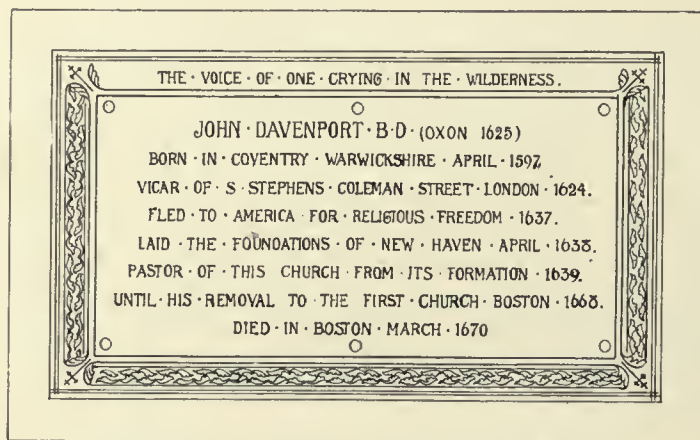 THE · VOICE · OF · ONE · CRYING · IN · THE · WILDERNESS.
JOHN · DAVENPORT · B·D· (OXON 1625)
BORN · IN · COVENTRY · WARWICKSHIRE · APRIL · 1597
VICAR · OF · S · STEPHENS · COLEMAN · STREET · LONDON · 1624.
FLED · TO · AMERICA · FOR · RELIGIOUS · FREEDOM · 1637.
LAID · THE · FOUNDATIONS · OF · NEW · HAVEN · APRIL · 1638.
PASTOR · OF · THIS · CHURCH · FROM · ITS · FORMATION · 1639.
UNTIL · HIS · REMOVAL · TO · THE · FIRST · CHURCH · BOSTON · 1668.
DIED · IN · BOSTON · MARCH · 1670